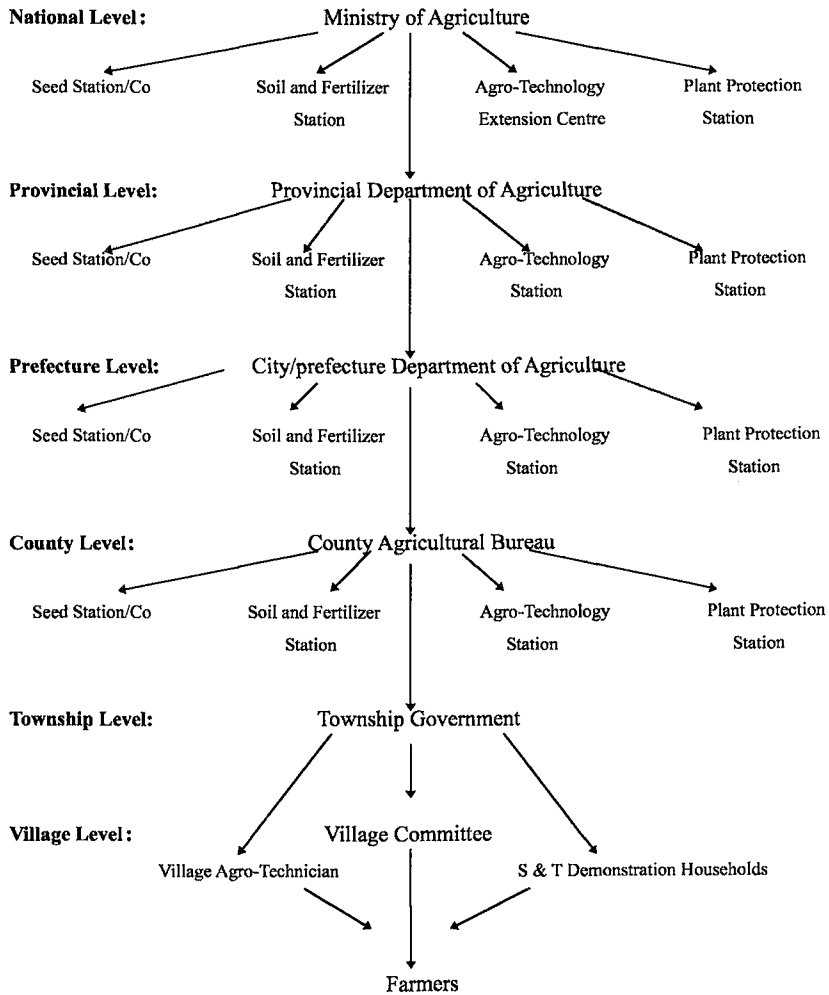 National Level: Ministry of Agriculture
Seed Station/Co Soil and Fertilizer Agro-Technology Plant Protection
Station Extension Centre Station
Provincial Level: Provincial Department of Agriculture
Seed Station/Co Soil and Fertilizer Agro-Technology Plant Protection
Station Station Station
Prefecture Level: City/prefecture Department of Agriculture
Seed Station/Co Soil and Fertilizer Agro-Technology Plant Protection
Station Station Station
County Level: County Agricultural Bureau
Seed Station/Co Soil and Fertilizer Agro-Technology Plant Protection
Station Station Station
Township Level: Township Government
Village Level: Village Committee
Village Agro-Technician S & T Demonstration Households
Farmers